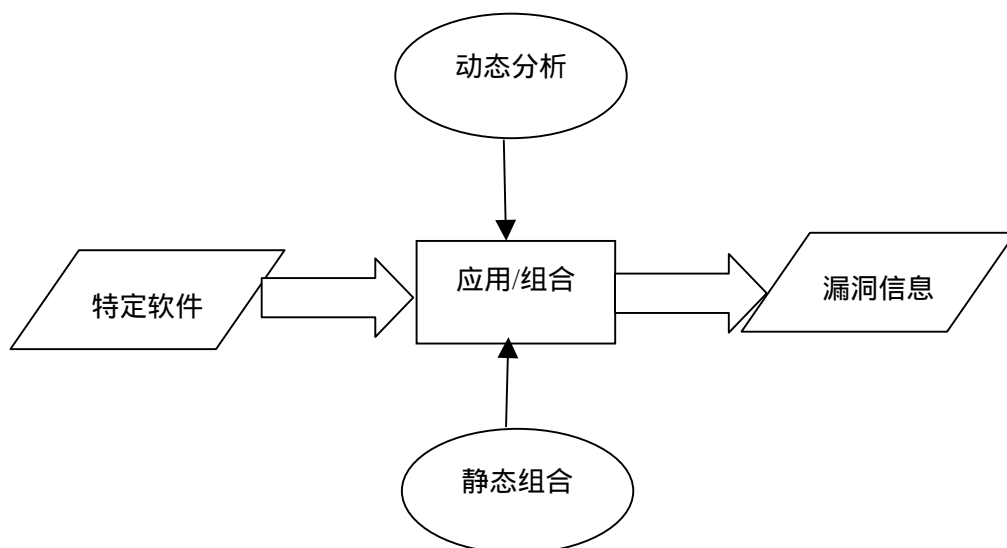 动态分析
特定软件
应用/组合
漏洞信息
静态组合